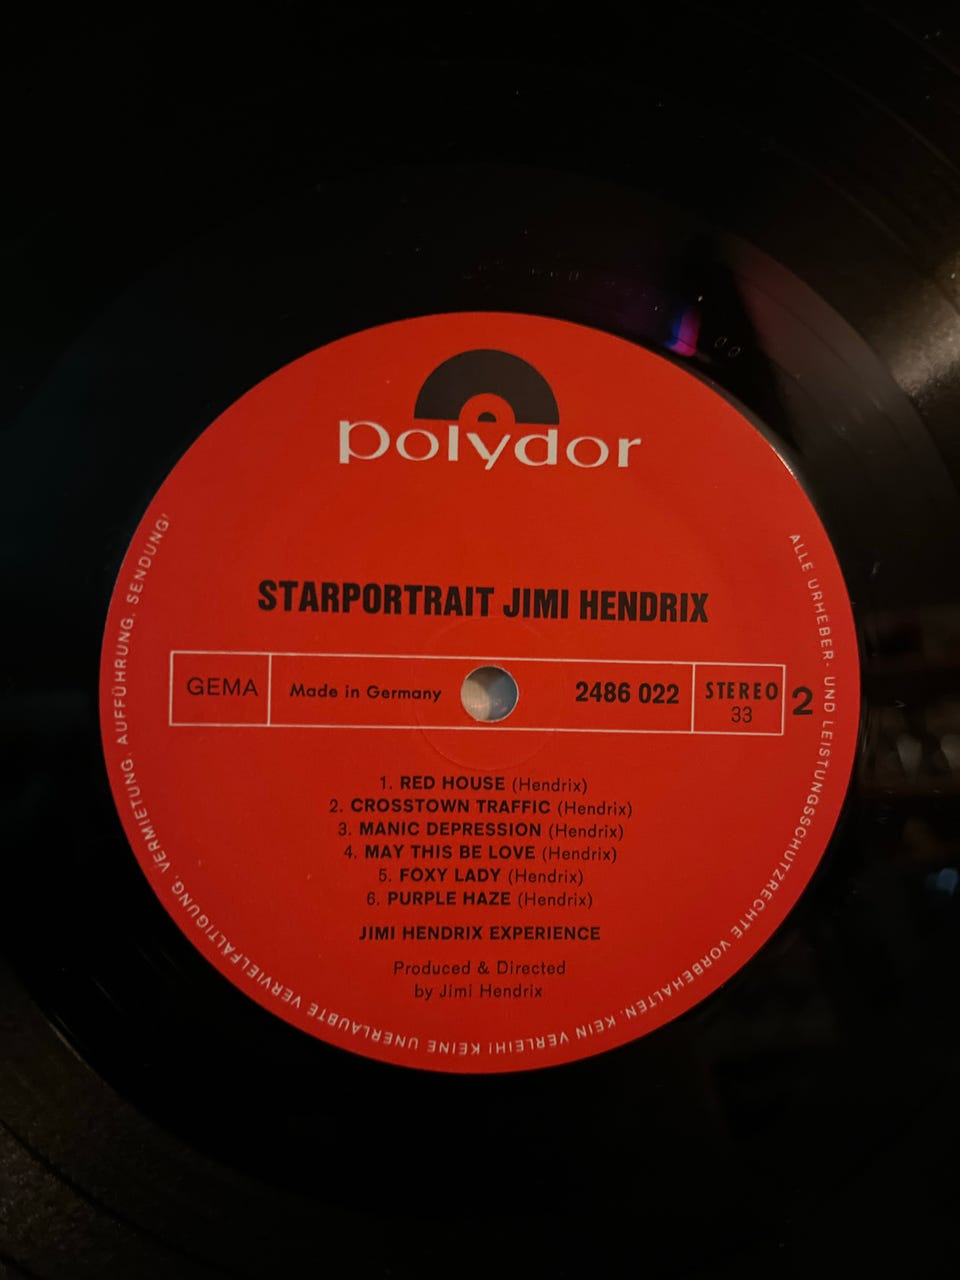 polydor
STARPORTRAIT JIMI HENDRIX
GEMA
Made in Germany
2486 022
STEREO
33
2
1. RED HOUSE (Hendrix)
2. CROSSTOWN TRAFFIC (Hendrix)
3. MANIC DEPRESSION (Hendrix)
4. MAY THIS BE LOVE (Hendrix)
5. FOXY LADY (Hendrix)
6. PURPLE HAZE (Hendrix)
JIMI HENDRIX EXPERIENCE
Produced & Directed
by Jimi Hendrix
ALLE URHEBER- UND LEISTUNGSSCHUTZRECHTE VORBEHALTEN. KEIN VERLEIH! KEINE UNERLAUBTE VERVIELFÄLTIGUNG, VERMIETUNG, AUFFÜHRUNG, SENDUNG!